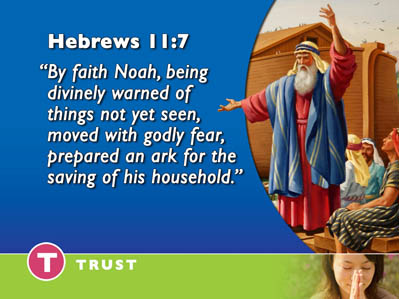 Hebrews 11:7
“By faith Noah, being
divinely warned of
things not yet seen,
moved with godly fear,
prepared an ark for the
saving of his household.”
T TRUST